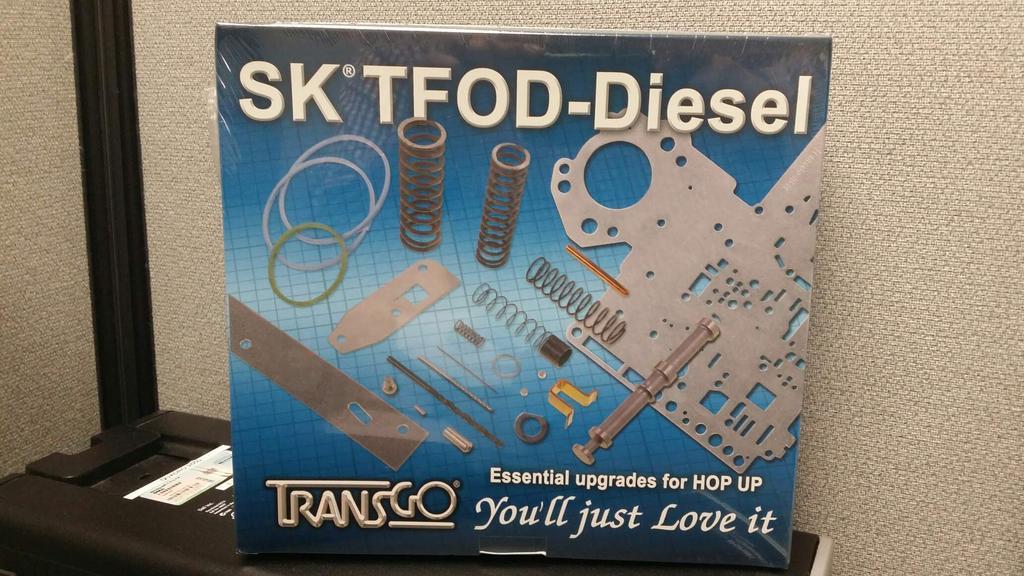 SK® TFOD-Diesel
TRANSGO®
Essential upgrades for HOP UP
You'll just Love it